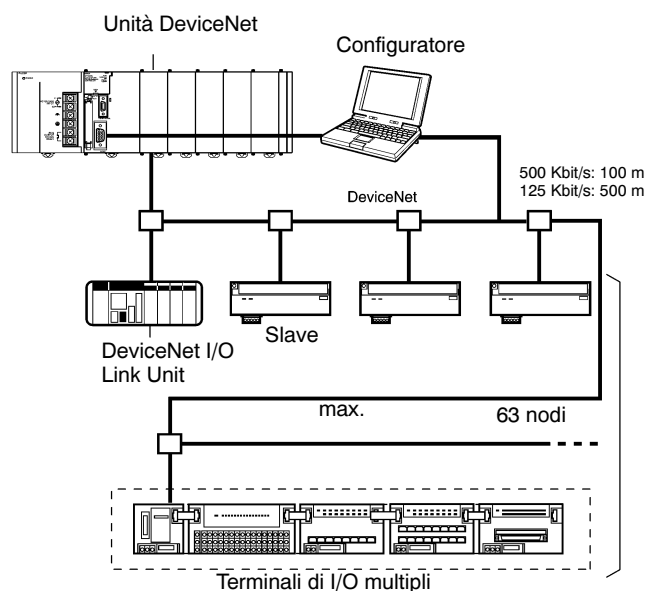 Unità DeviceNet
Configuratore
500 Kbit/s: 100 m
125 Kbit/s: 500 m
DeviceNet
Slave
DeviceNet I/O
Link Unit
max.
63 nodi
Terminali di I/O multipli